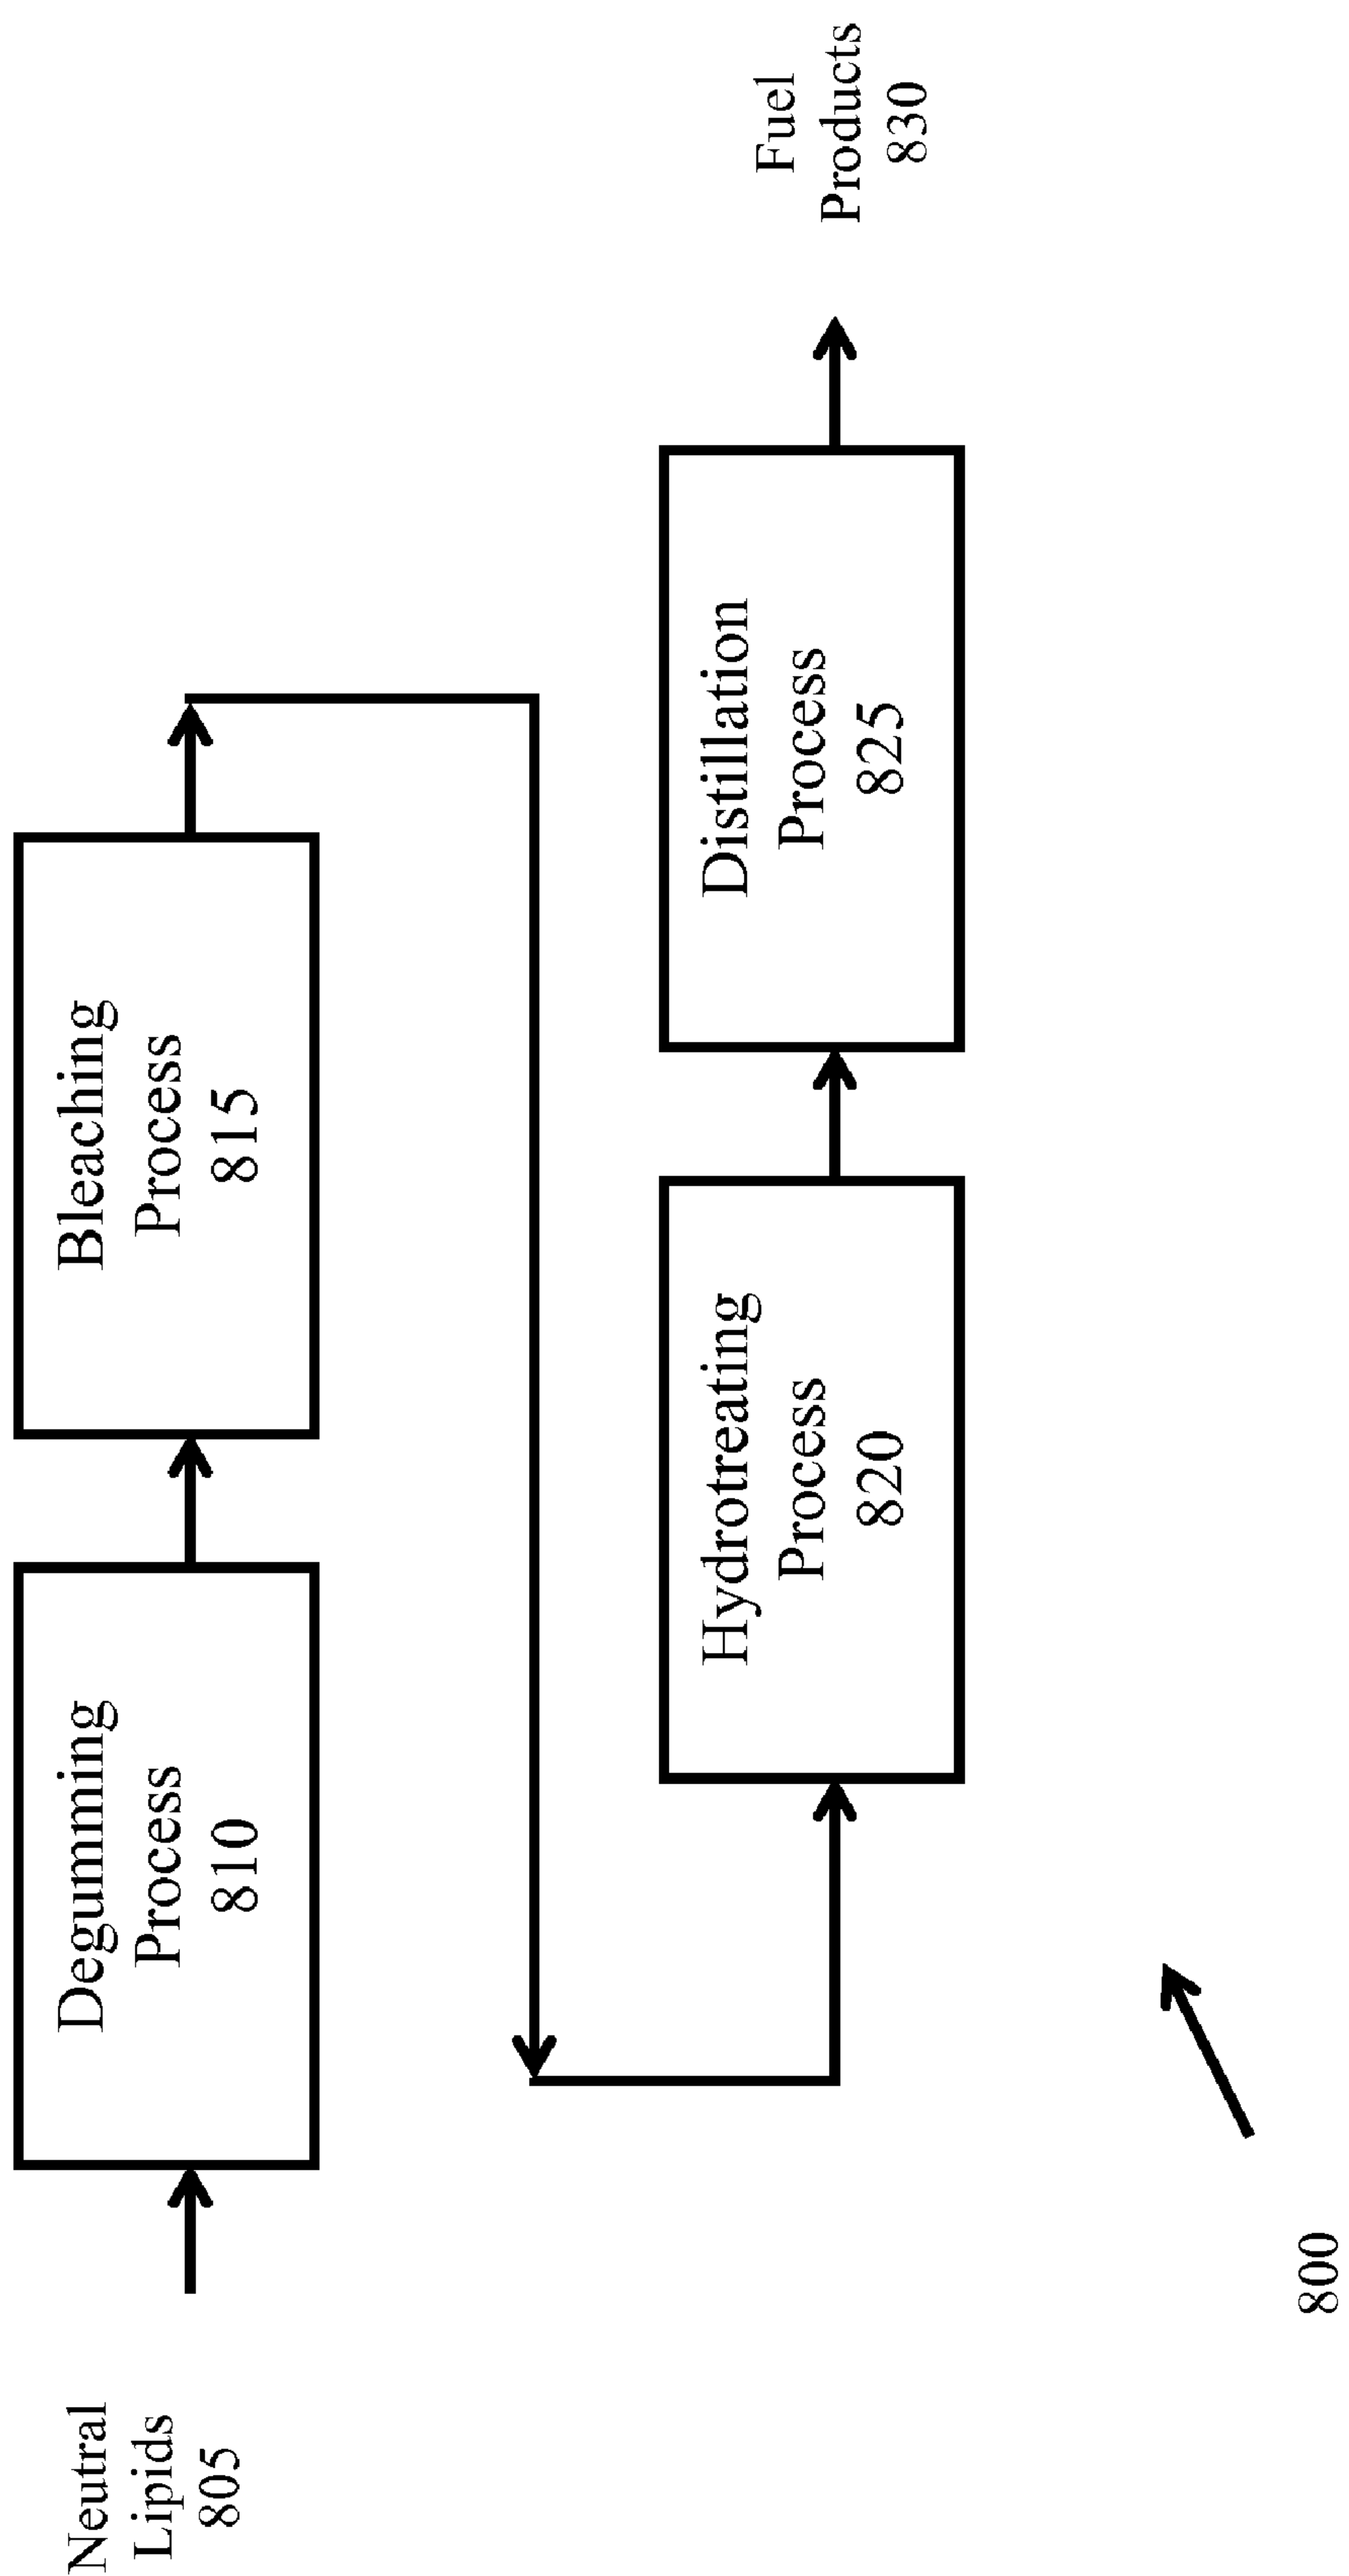 Neutral
Lipids
805
Degumming
Process
810
Bleaching
Process
815
Hydrotreating
Process
820
Distillation
Process
825
Fuel
Products
830
800